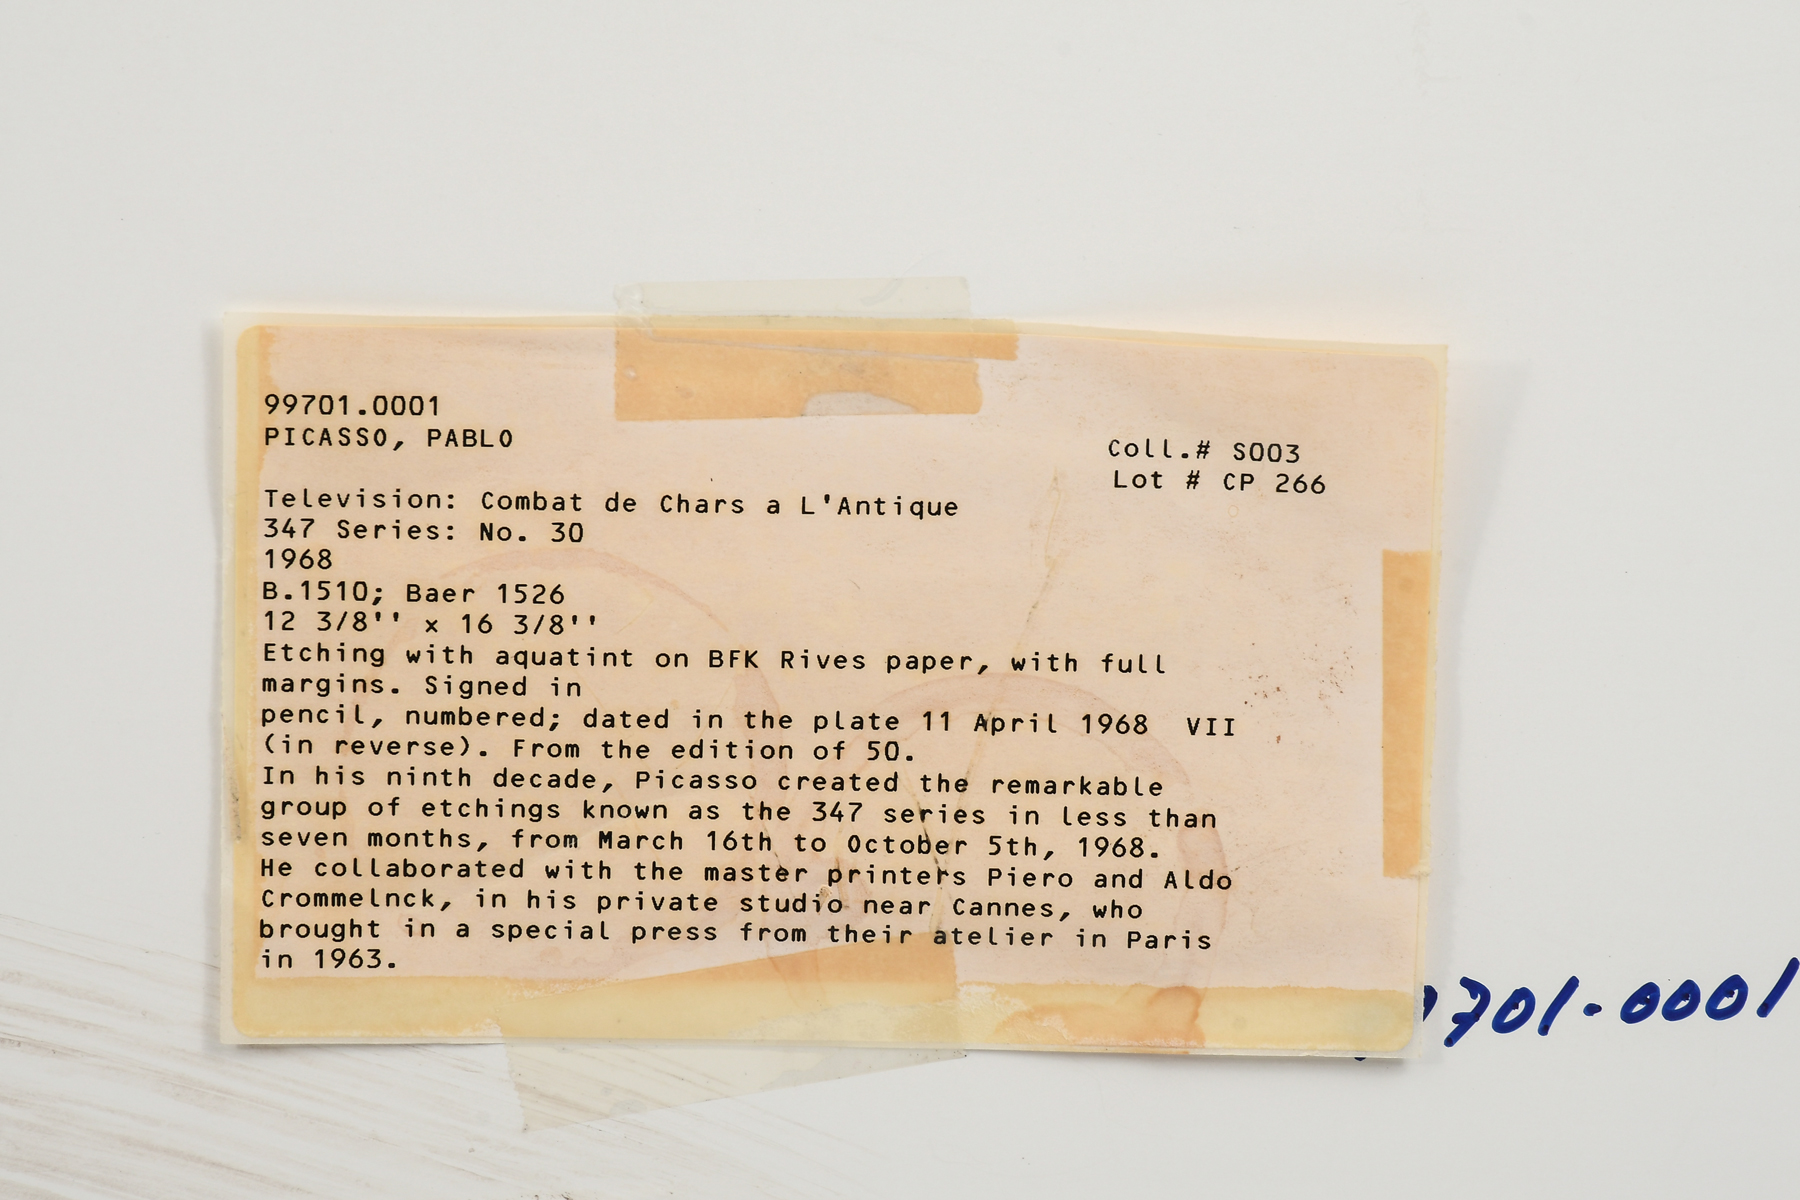 99701.0001
PICASSO, PABLO
Coll.# S003
Lot # CP 266
Television: Combat de Chars a L'Antique
347 Series: No. 30
1968
B.1510; Baer 1526
12 3/8'' x 16 3/8''
Etching with aquatint on BFK Rives paper, with full
margins. Signed in
pencil, numbered; dated in the plate 11 April 1968 VII
(in reverse). From the edition of 50.
In his ninth decade, Picasso created the remarkable
group of etchings known as the 347 series in less than
seven months, from March 16th to October 5th, 1968.
He collaborated with the master printers Piero and Aldo
Crommelnck, in his private studio near Cannes, who
brought in a special press from their atelier in Paris
in 1963.
701-0001